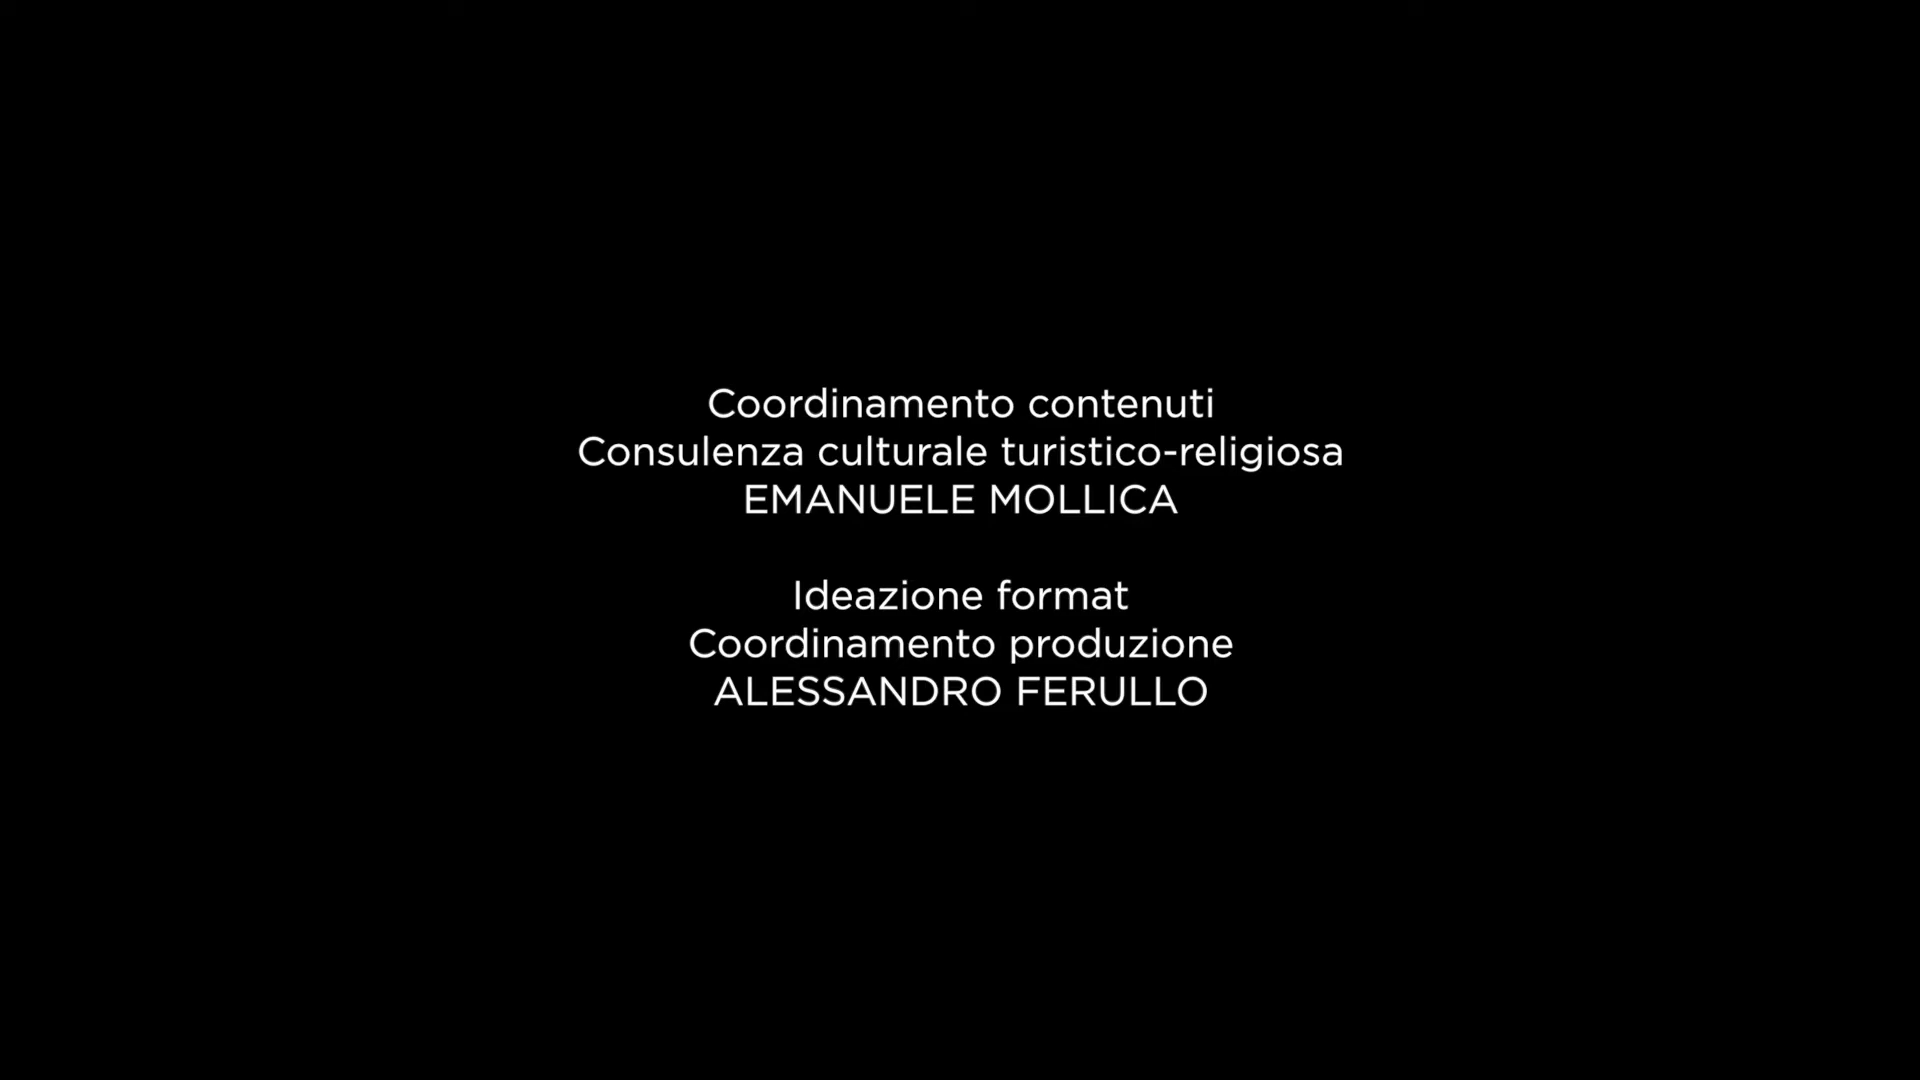 Coordinamento contenuti
Consulenza culturale turistico-religiosa
EMANUELE MOLLICA
Ideazione format
Coordinamento produzione
ALESSANDRO FERULLO